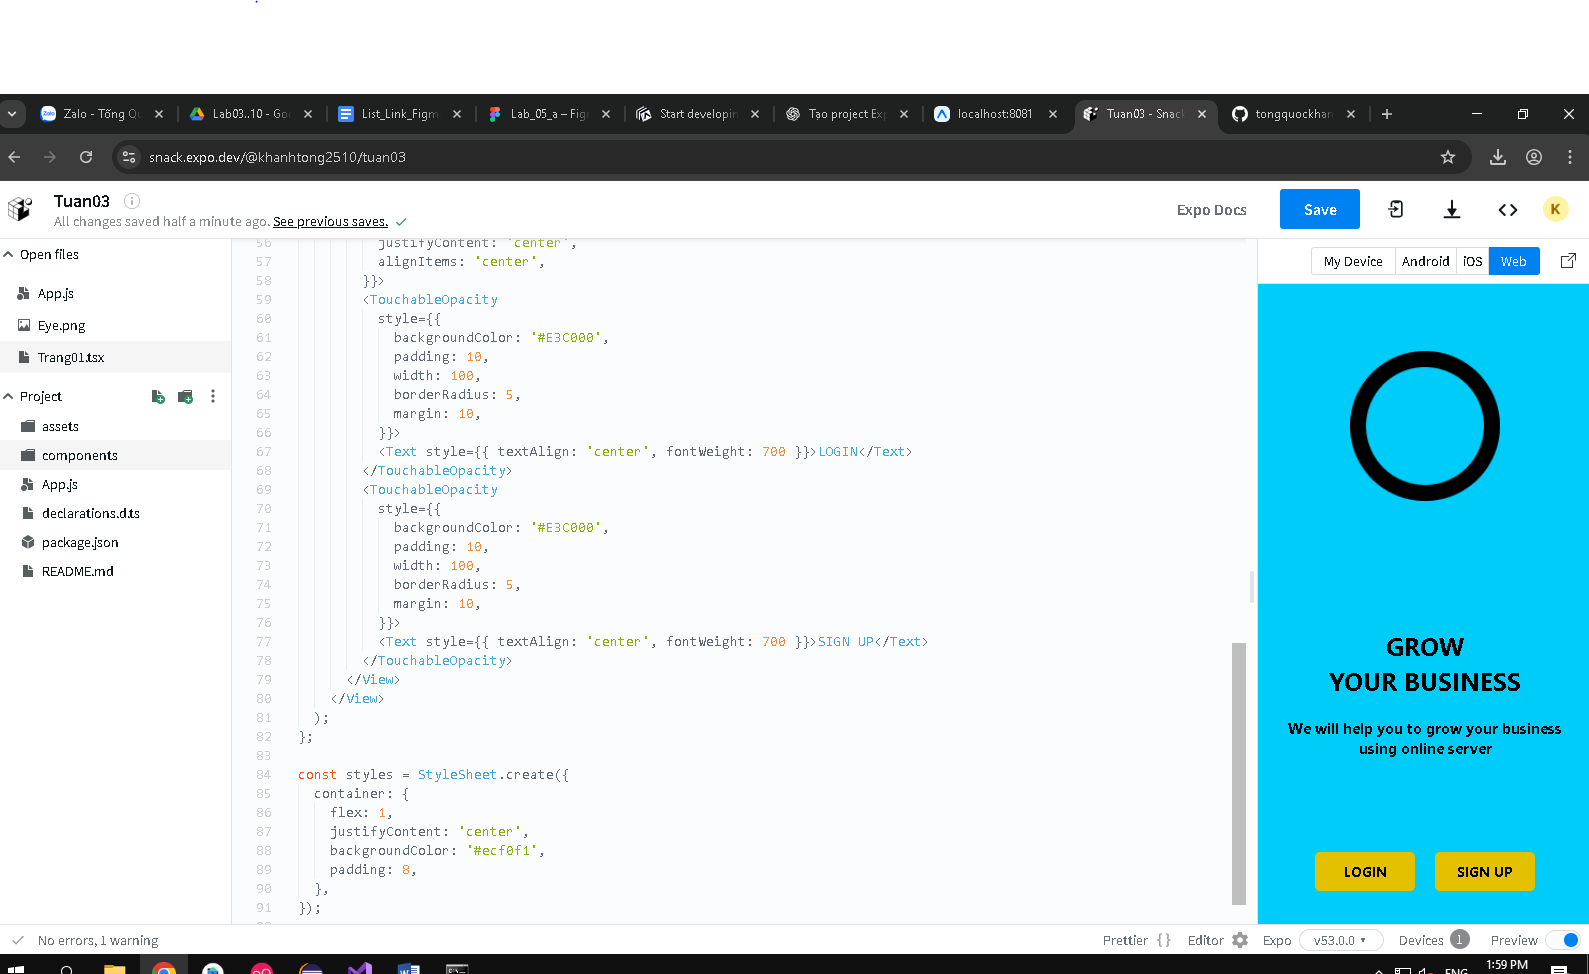 Zalo - Tống Qu
Lab03..10 - Go
List_Link_Figm
Lab_05_a – Fig
Start developin
Tạo project Exp
localhost:8081
Tuan03 - Snack
tongquockhan
snack.expo.dev/@khanhtong2510/tuan03
Tuan03
All changes saved half a minute ago. See previous saves.
Expo Docs
Save
K
Open files
App.js
Eye.png
Trang01.tsx
Project
assets
components
App.js
declarations.d.ts
package.json
README.md
56 justifyContent: 'center',
57 alignItems: 'center',
58 }}>
59 <TouchableOpacity
60 style={{
61 backgroundColor: '#E3C000',
62 padding: 10,
63 width: 100,
64 borderRadius: 5,
65 margin: 10,
66 }}>
67 <Text style={{ textAlign: 'center', fontWeight: 700 }}>LOGIN</Text>
68 </TouchableOpacity>
69 <TouchableOpacity
70 style={{
71 backgroundColor: '#E3C000',
72 padding: 10,
73 width: 100,
74 borderRadius: 5,
75 margin: 10,
76 }}>
77 <Text style={{ textAlign: 'center', fontWeight: 700 }}>SIGN UP</Text>
78 </TouchableOpacity>
79 </View>
80 </View>
81 );
82 };
83
84 const styles = StyleSheet.create({
85 container: {
86 flex: 1,
87 justifyContent: 'center',
88 backgroundColor: '#ecf0f1',
89 padding: 8,
90 },
91 });
My Device Android iOS Web
GROW
YOUR BUSINESS
We will help you to grow your business
using online server
LOGIN SIGN UP
No errors, 1 warning
Prettier {} Editor Expo v53.0.0 Devices 1 Preview
1:59 PM
ENG